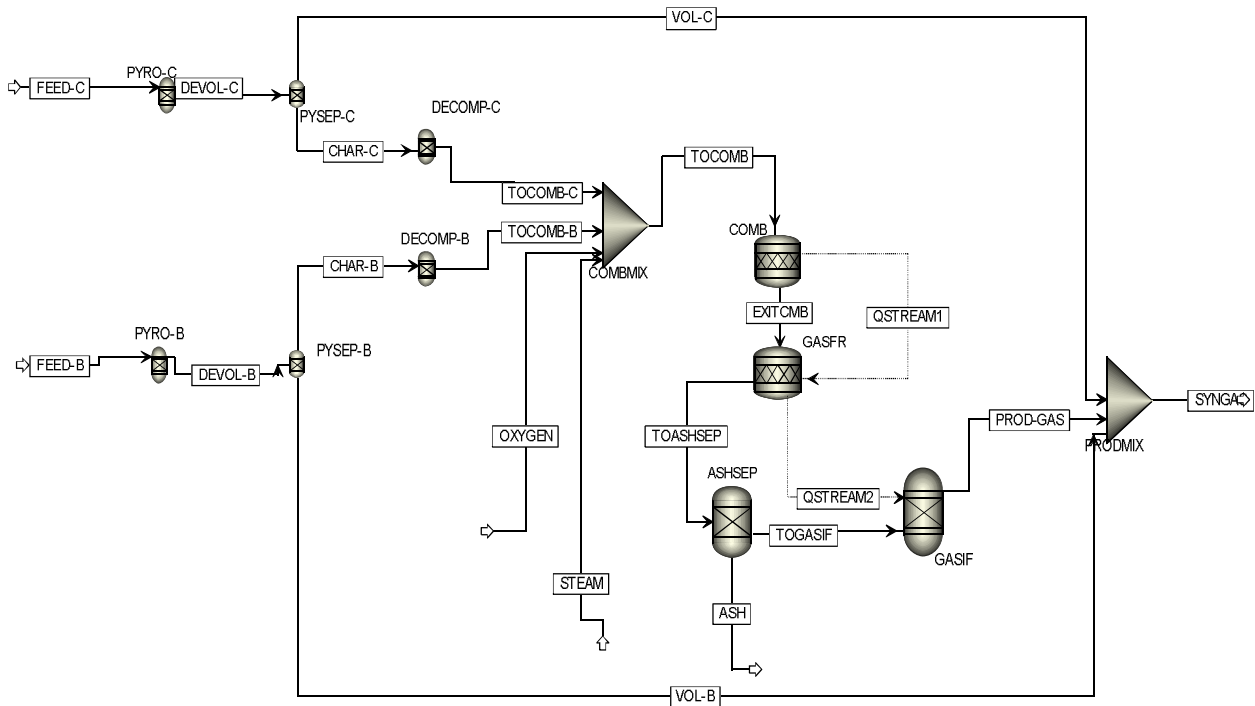 VOL-C
PYRO-C
FEED-C
DEVOL-C
PYSEP-C
DECOMP-C
CHAR-C
TOCOMB
TOCOMB-C
COMB
TOCOMB-B
DECOMP-B
CHAR-B
COMBMIX
EXITCMB
QSTREAM1
PYRO-B
GASFR
PYSEP-B
FEED-B
DEVOL-B
SYNGA
PROD-GAS
OXYGEN
TOASHSEP
PRODMIX
ASHSEP
QSTREAM2
TOGASIF
GASIF
STEAM
ASH
VOL-B